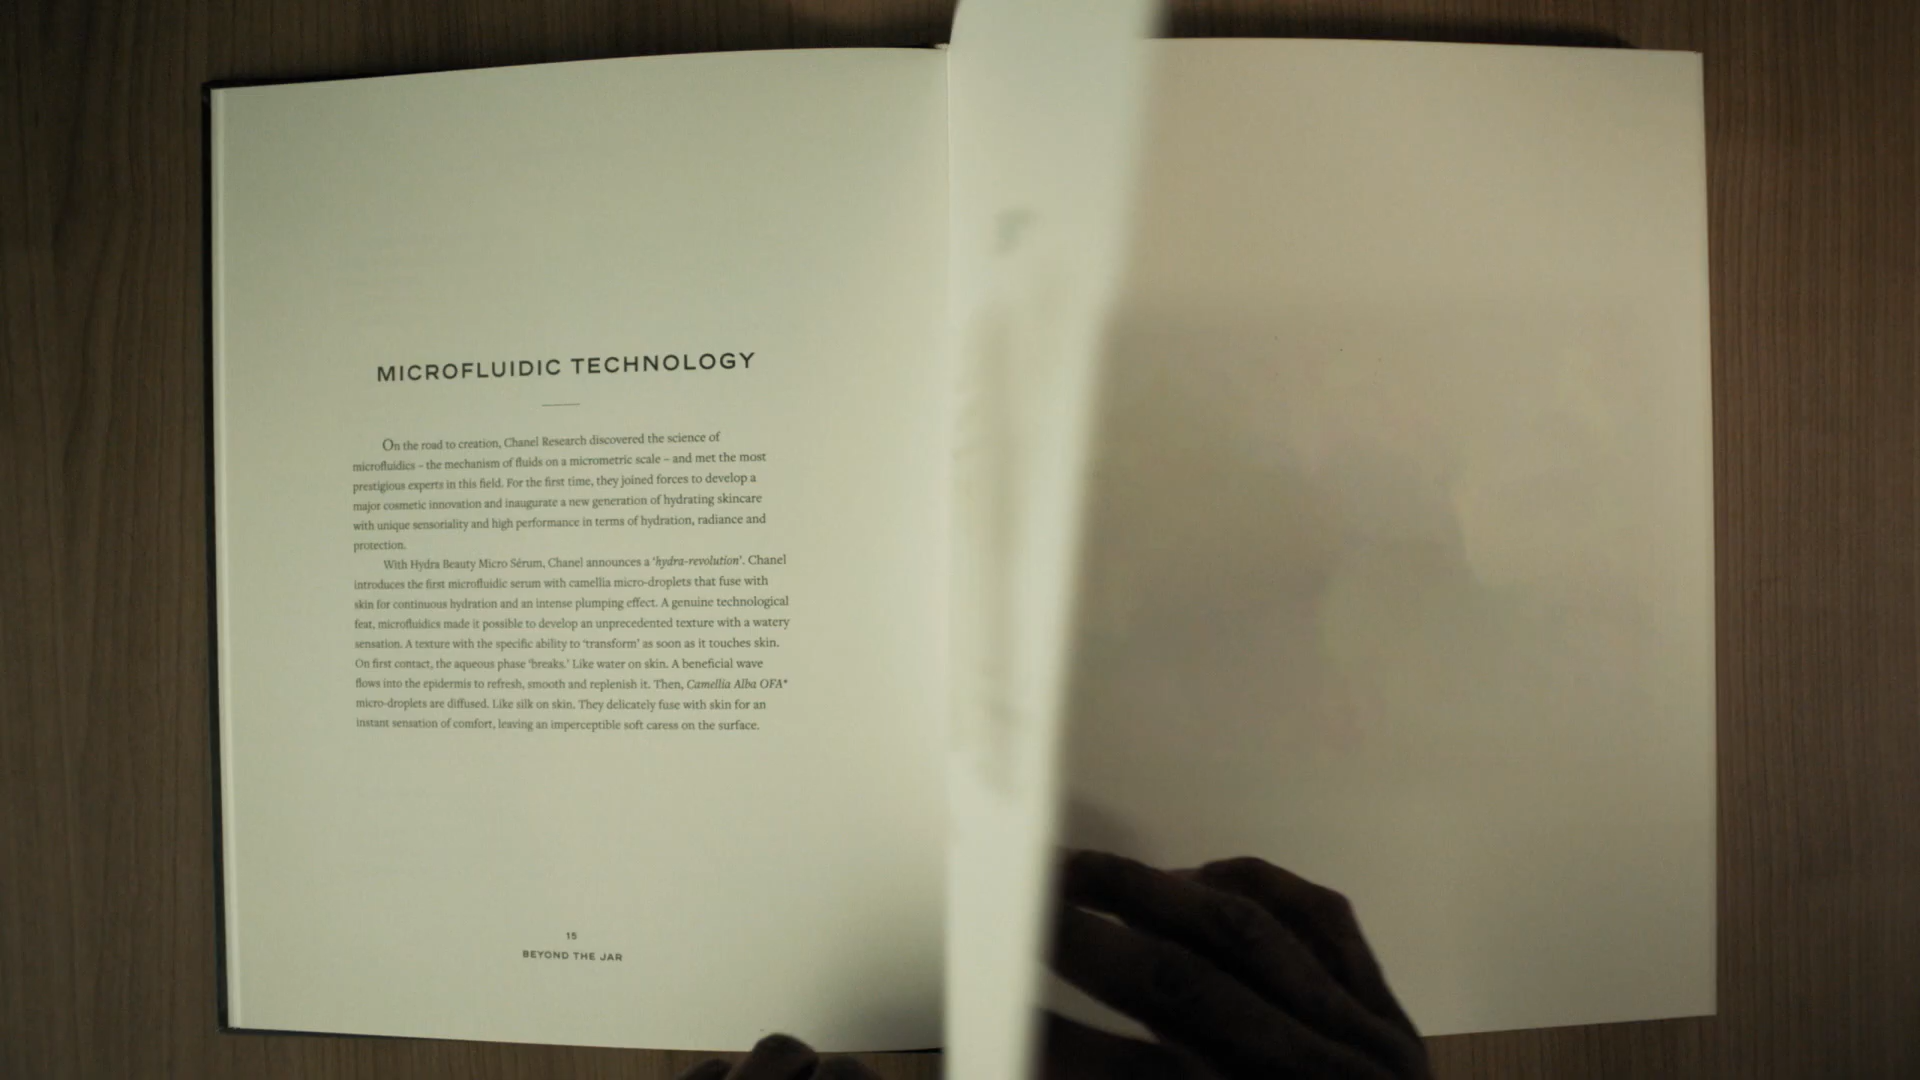 MICROFLUIDIC TECHNOLOGY
On the road to creation, Chanel Research discovered the science of
microfluidics – the mechanism of fluids on a micrometric scale – and met the most
prestigious experts in this field. For the first time, they joined forces to develop a
major cosmetic innovation and inaugurate a new generation of hydrating skincare
with unique sensoriality and high performance in terms of hydration, radiance and
protection.
With Hydra Beauty Micro Sérum, Chanel announces a ‘hydra-revolution’. Chanel
introduces the first microfluidic serum with camellia micro-droplets that fuse with
skin for continuous hydration and an intense plumping effect. A genuine technological
feat, microfluidics made it possible to develop an unprecedented texture with a watery
sensation. A texture with the specific ability to ‘transform’ as soon as it touches skin.
On first contact, the aqueous phase ‘breaks.’ Like water on skin. A beneficial wave
flows into the epidermis to refresh, smooth and replenish it. Then, Camellia Alba OFA*
micro-droplets are diffused. Like silk on skin. They delicately fuse with skin for an
instant sensation of comfort, leaving an imperceptible soft caress on the surface.
15
BEYOND THE JAR